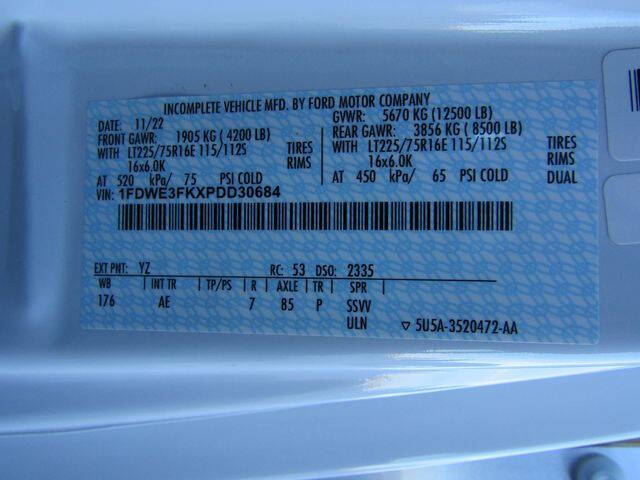 INCOMPLETE VEHICLE MFD. BY FORD MOTOR COMPANY
DATE: 11/22 GVWR: 5670 KG (12500 LB)
FRONT GAWR: 1905 KG ( 4200 LB) REAR GAWR: 3856 KG ( 8500 LB)
WITH LT225/75R16E 115/112S TIRES WITH LT225/75R16E 115/112S TIRES
16x6.0K RIMS 16x6.0K RIMS
AT 520 kPa/ 75 PSI COLD AT 450 kPa/ 65 PSI COLD DUAL
VIN: 1FDWE3FKXPDD30684
EXT PNT: YZ RC: 53 DSO: 2335
WB | INT TR | TP/PS | R | AXLE | TR | SPR
176 AE 7 85 P SSVV
ULN ▽ 5U5A-3520472-AA